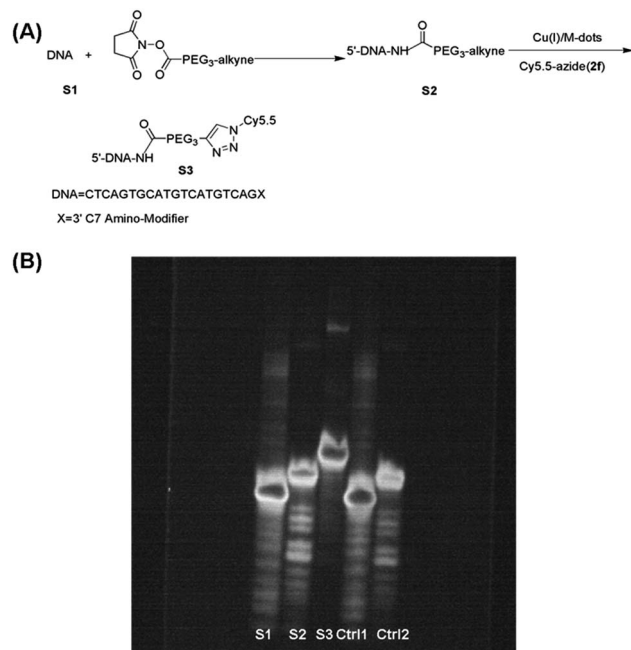 (A)
O
DNA + N-O PEG3-alkyne
O O
S1
O
5'-DNA-NH PEG3-alkyne
S2
Cu(I)/M-dots
Cy5.5-azide(2f)
O
5'-DNA-NH PEG3 N Cy5.5
N=N
S3
DNA=CTCAGTGCATGTCATGTCAGX
X=3' C7 Amino-Modifier
(B)
S1 S2 S3 Ctrl1 Ctrl2